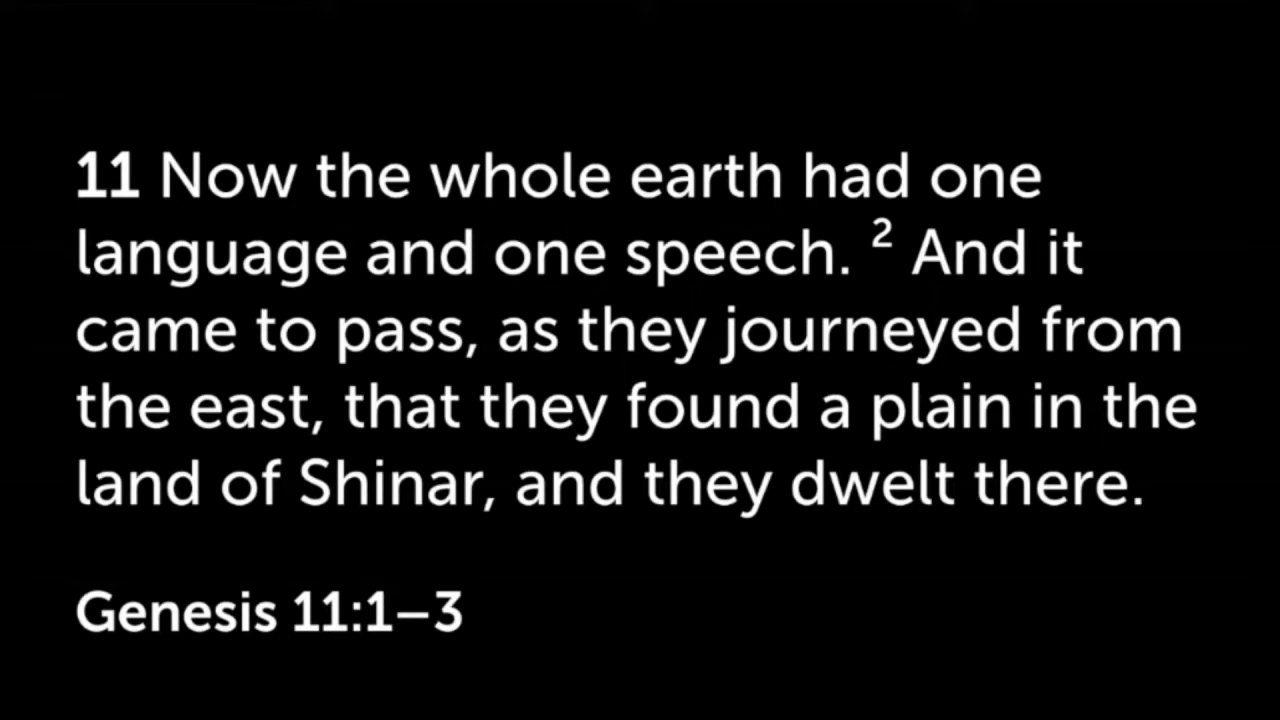 11 Now the whole earth had one
language and one speech. ² And it
came to pass, as they journeyed from
the east, that they found a plain in the
land of Shinar, and they dwelt there.
Genesis 11:1–3